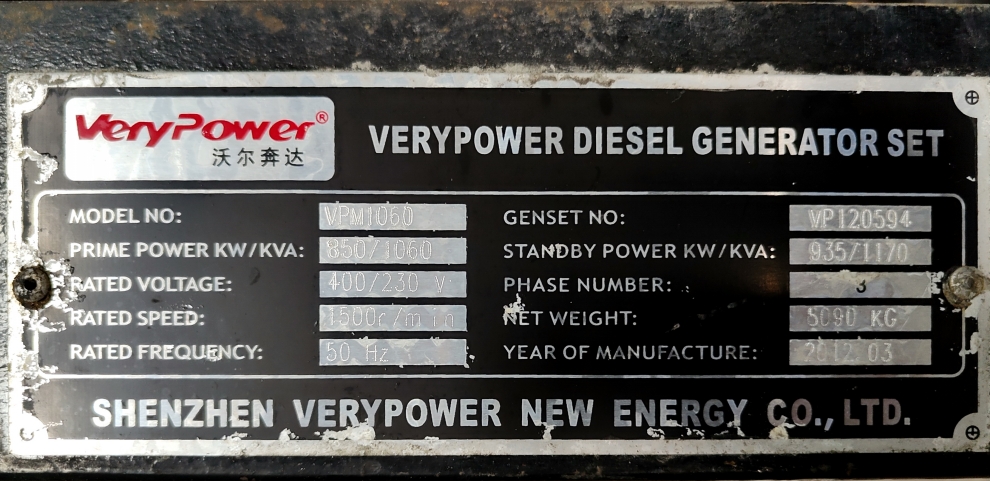 VeryPower®
沃尔奔达
VERYPOWER DIESEL GENERATOR SET
MODEL NO: VPM1060 GENSET NO: VP120594
PRIME POWER KW/KVA: 850/1060 STANDBY POWER KW/KVA: 935/1170
RATED VOLTAGE: 400/230 V PHASE NUMBER: 3
RATED SPEED: 1500r/min NET WEIGHT: 5090 KG
RATED FREQUENCY: 50 Hz YEAR OF MANUFACTURE: 2012.03
SHENZHEN VERYPOWER NEW ENERGY CO., LTD.